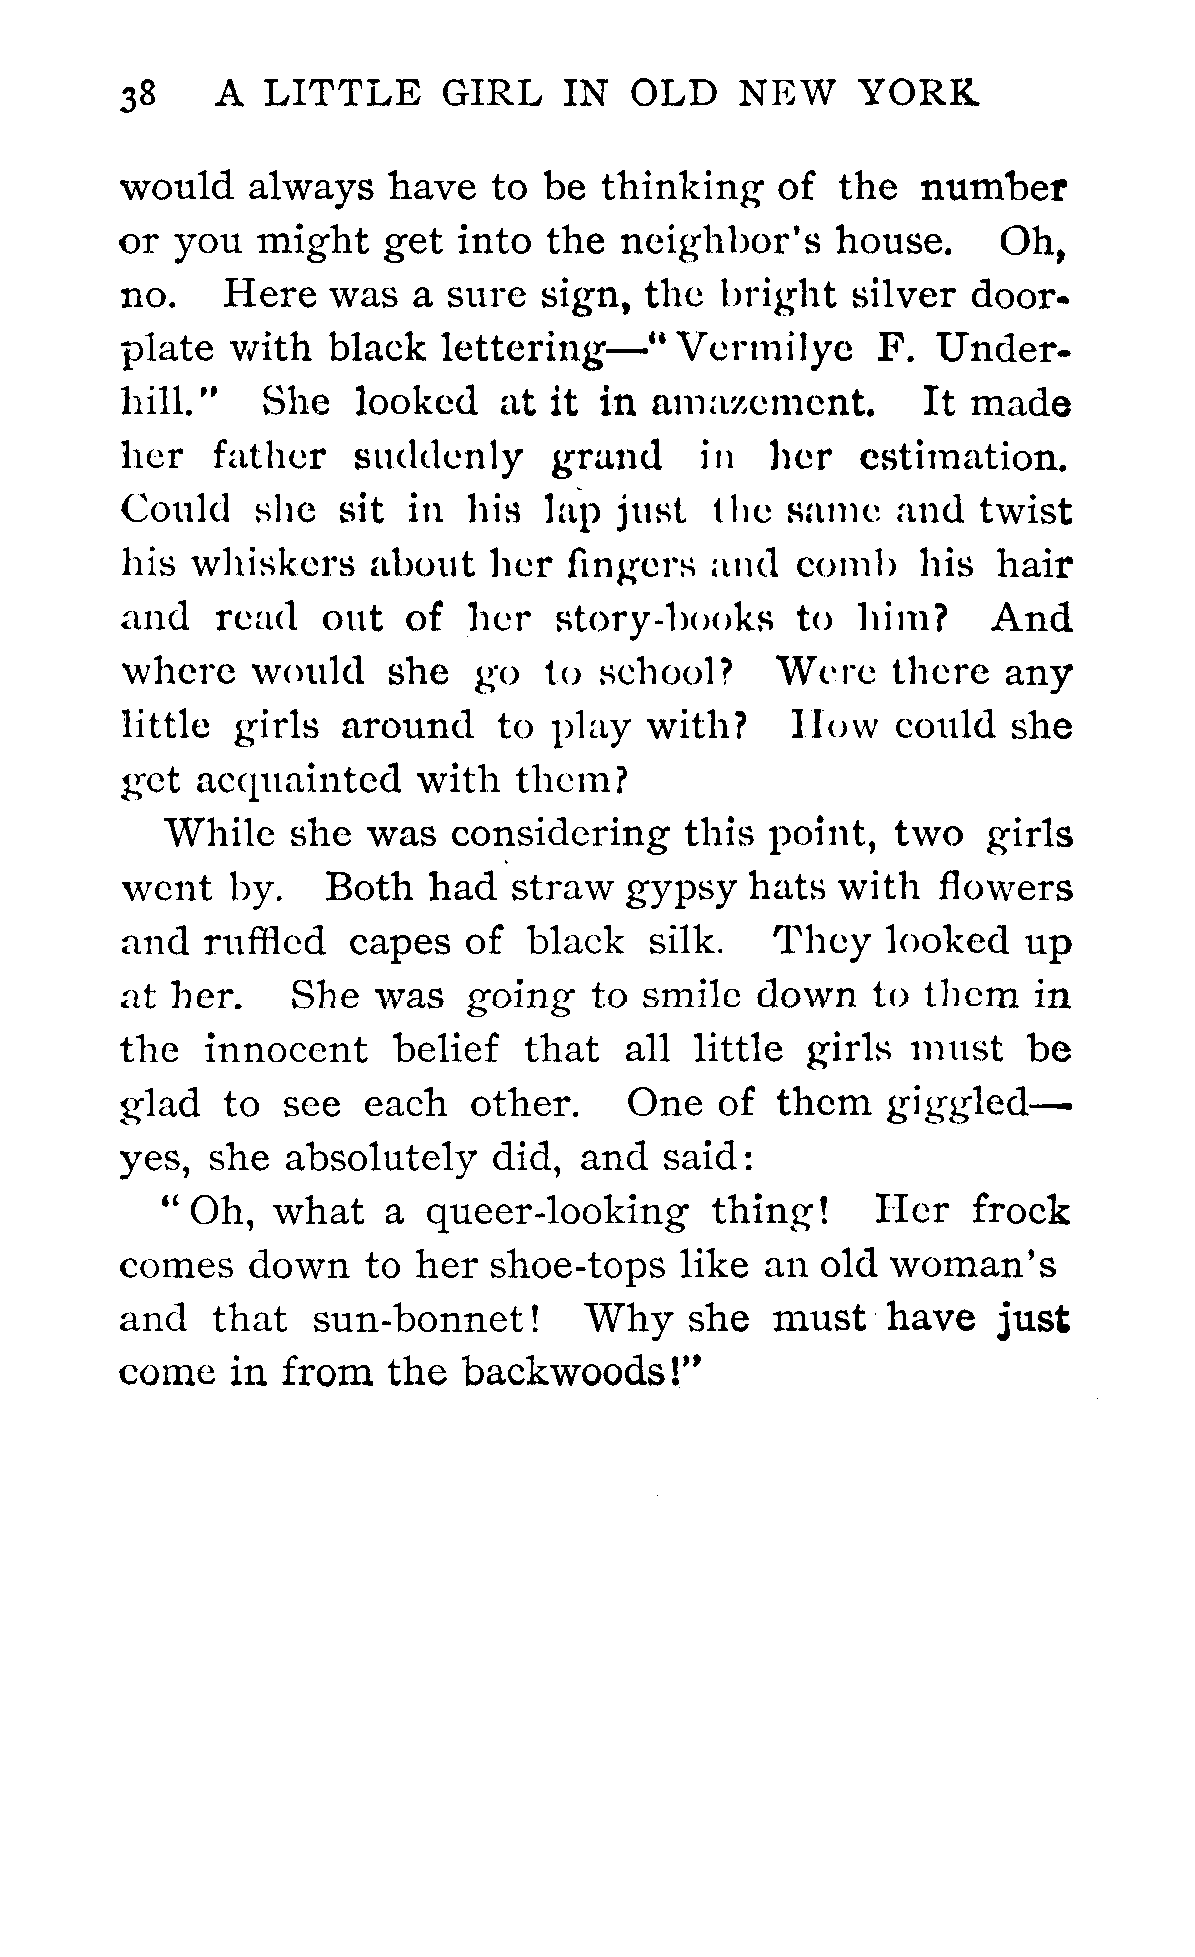 38 A LITTLE GIRL IN OLD NEW YORK
would always have to be thinking of the number
or you might get into the neighbor's house. Oh,
no. Here was a sure sign, the bright silver door-
plate with black lettering—"Vermilye F. Under-
hill." She looked at it in amazement. It made
her father suddenly grand in her estimation.
Could she sit in his lap just the same and twist
his whiskers about her fingers and comb his hair
and read out of her story-books to him? And
where would she go to school? Were there any
little girls around to play with? How could she
get acquainted with them?
While she was considering this point, two girls
went by. Both had straw gypsy hats with flowers
and ruffled capes of black silk. They looked up
at her. She was going to smile down to them in
the innocent belief that all little girls must be
glad to see each other. One of them giggled—
yes, she absolutely did, and said:
"Oh, what a queer-looking thing! Her frock
comes down to her shoe-tops like an old woman's
and that sun-bonnet! Why she must have just
come in from the backwoods!"